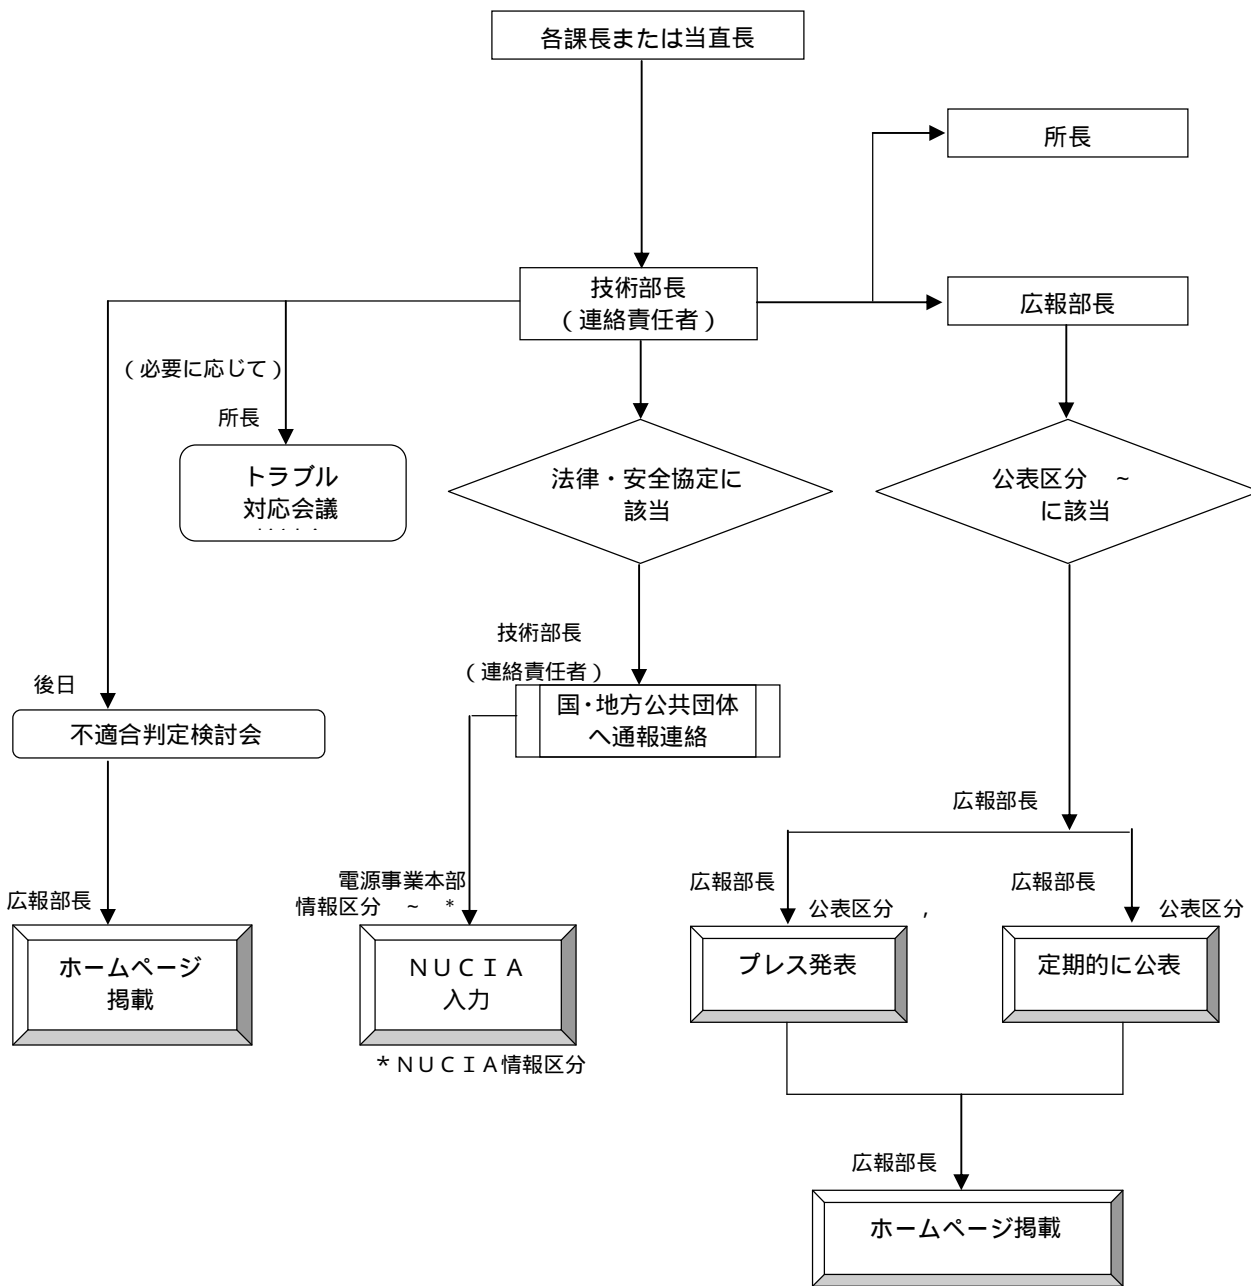 各課長または当直長
所長
技術部長
(連絡責任者)
広報部長
(必要に応じて)
所長
トラブル
対応会議
法律・安全協定に
該当
公表区分 ~
に該当
技術部長
(連絡責任者)
国・地方公共団体
へ通報連絡
後日
不適合判定検討会
広報部長
電源事業本部
情報区分 ~ *
広報部長
広報部長
広報部長
公表区分 ,
公表区分
ホームページ
掲載
NUCIA
入力
プレス発表
定期的に公表
*NUCIA情報区分
広報部長
ホームページ掲載